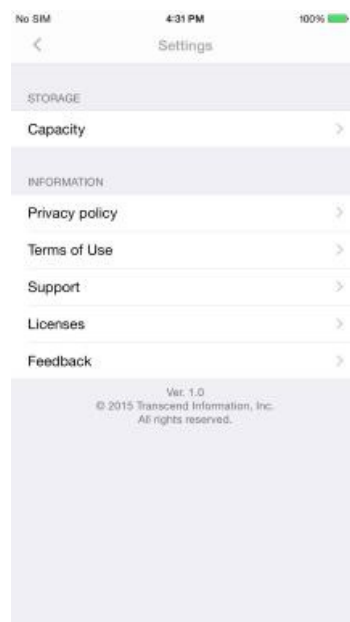 No SIM 4:31 PM 100%
Settings
STORAGE
Capacity
INFORMATION
Privacy policy
Terms of Use
Support
Licenses
Feedback
Ver. 1.0
© 2015 Transcend Information, Inc.
All rights reserved.